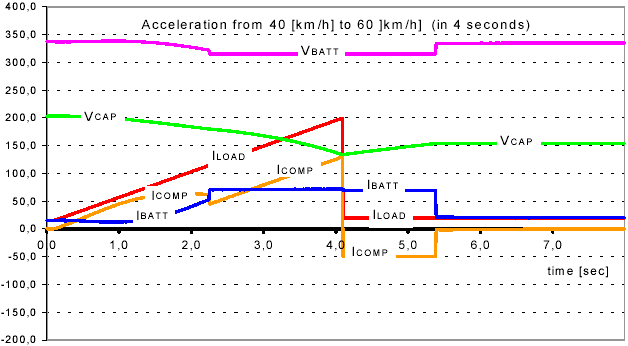 400,0
Acceleration from 40 [km/h] to 60 ]km/h] (in 4 seconds)
350,0
VBATT
300,0
250,0
200,0
VCAP
150,0
ILOAD
VCAP
ICOMP
100,0
IBATT
50,0
ICOMP
IBATT
ILOAD
0,0
0,0 1,0 2,0 3,0 4,0 5,0 6,0 7,0
-50,0
ICOMP
time [sec]
-100,0
-150,0
-200,0